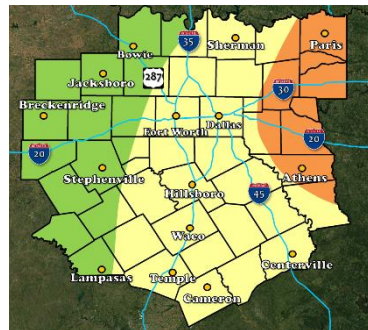 35
Bowie
Sherman
Paris
Jacksboro
287
30
Breckenridge
Fort Worth
Dallas
20
20
Stephenville
Athens
Hillsboro
45
Waco
Lampasas
Temple
Centerville
Cameron